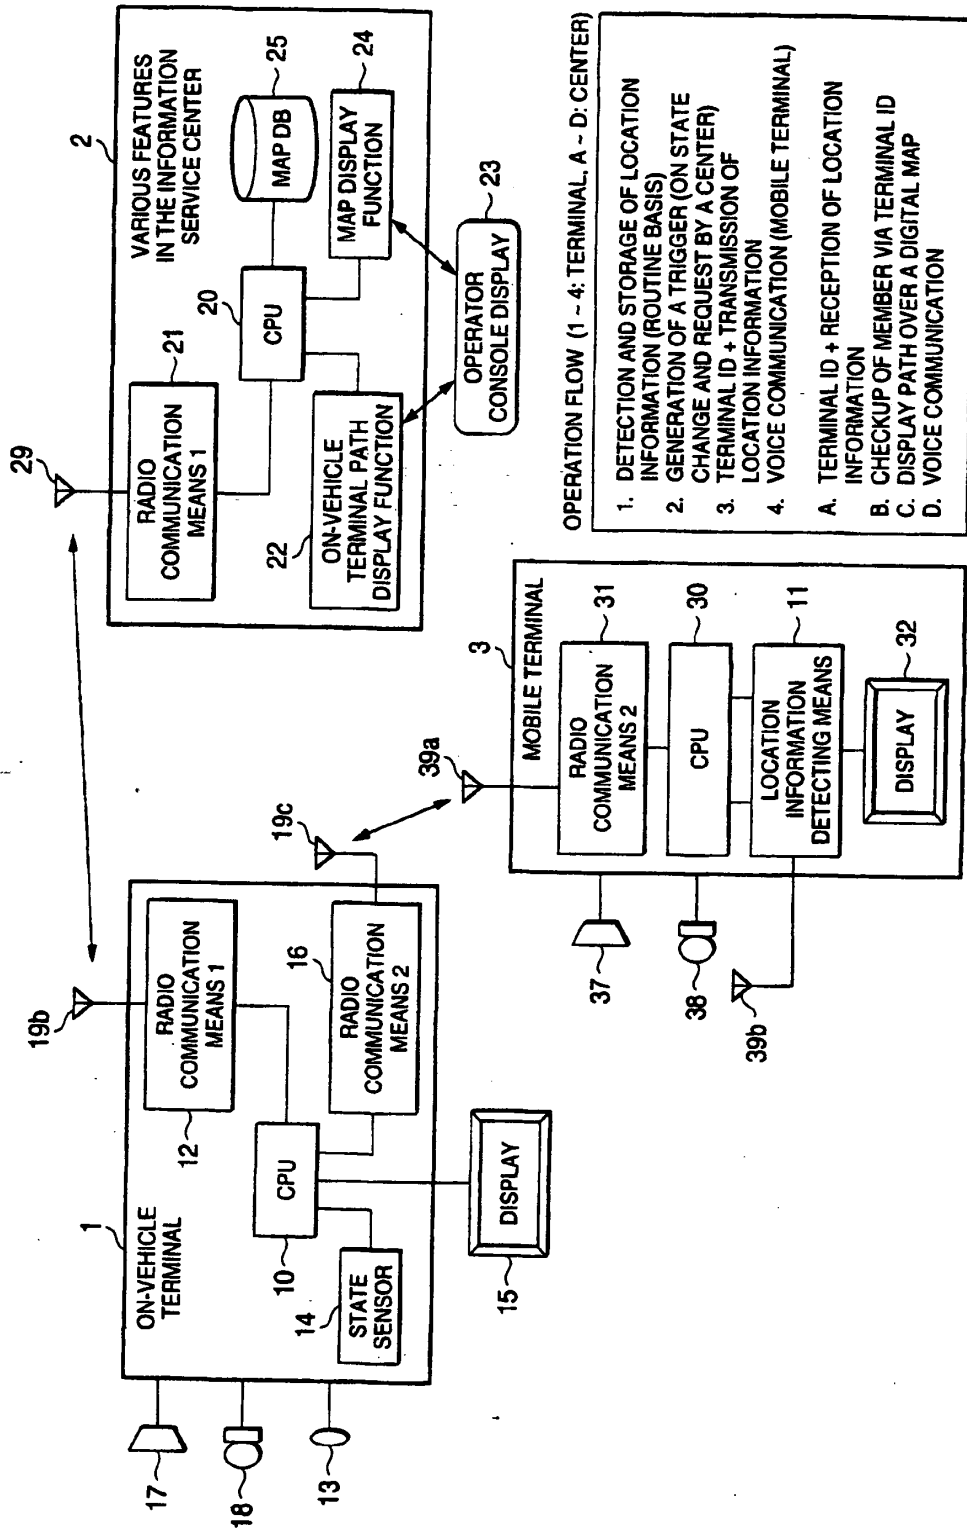 1
ON-VEHICLE
TERMINAL
19b
RADIO
COMMUNICATION
MEANS 1
12
CPU
10
RADIO
COMMUNICATION
MEANS 2
16
19c
STATE
SENSOR
14
DISPLAY
15
17
18
13
29
2
VARIOUS FEATURES
IN THE INFORMATION
SERVICE CENTER
RADIO
COMMUNICATION
MEANS 1
21
20
CPU
MAP DB
25
22
ON-VEHICLE
TERMINAL PATH
DISPLAY FUNCTION
MAP DISPLAY
FUNCTION
24
OPERATOR
CONSOLE DISPLAY
23
39a
3
MOBILE TERMINAL
RADIO
COMMUNICATION
MEANS 2
31
CPU
30
LOCATION
INFORMATION
DETECTING MEANS
11
DISPLAY
32
37
38
39b
OPERATION FLOW (1 ~ 4: TERMINAL, A ~ D: CENTER)
1. DETECTION AND STORAGE OF LOCATION
INFORMATION (ROUTINE BASIS)
2. GENERATION OF A TRIGGER (ON STATE
CHANGE AND REQUEST BY A CENTER)
3. TERMINAL ID + TRANSMISSION OF
LOCATION INFORMATION
4. VOICE COMMUNICATION (MOBILE TERMINAL)
A. TERMINAL ID + RECEPTION OF LOCATION
INFORMATION
B. CHECKUP OF MEMBER VIA TERMINAL ID
C. DISPLAY PATH OVER A DIGITAL MAP
D. VOICE COMMUNICATION